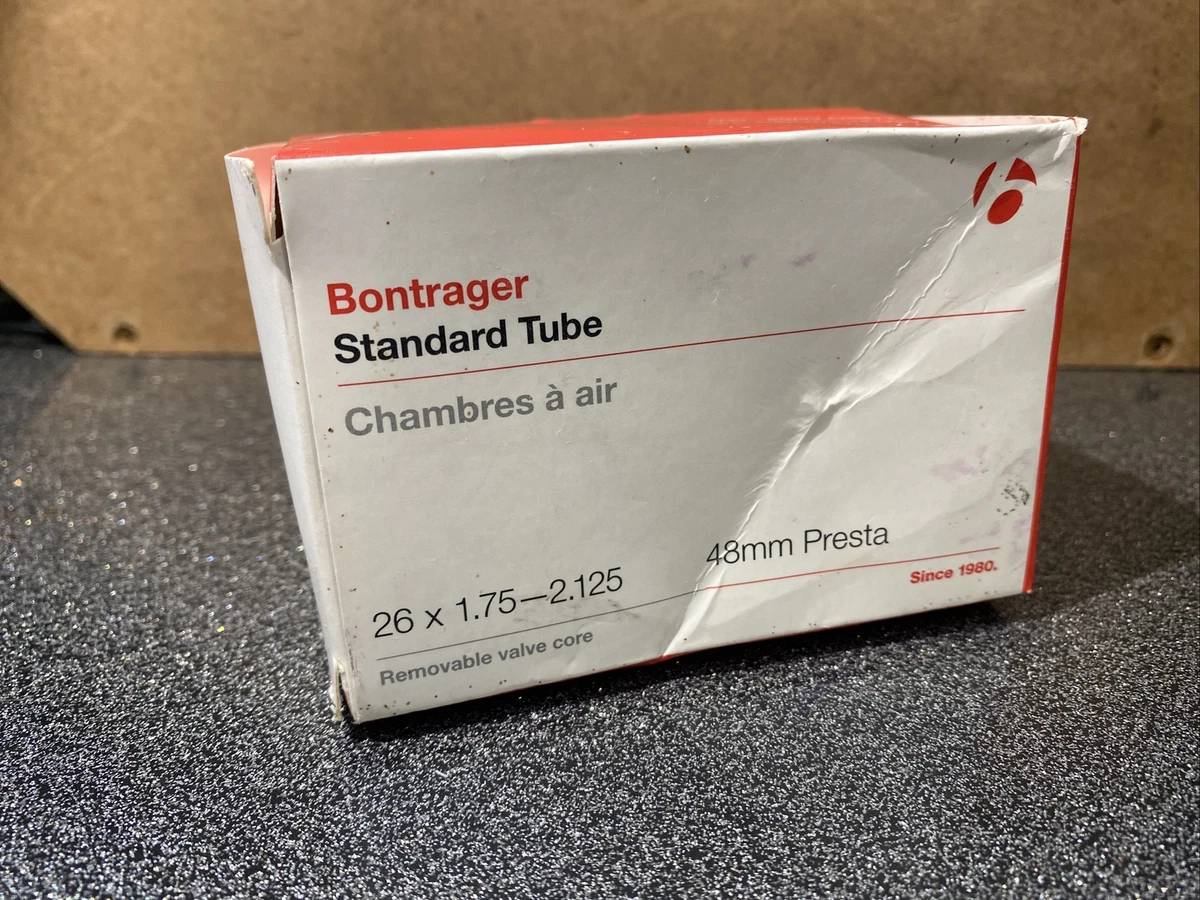 Bontrager
Standard Tube
Chambres à air
26 x 1.75—2.125
48mm Presta
Removable valve core
Since 1980.